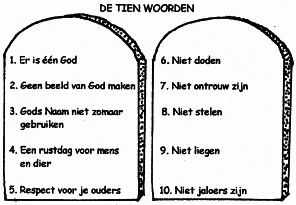 DE TIEN WOORDEN
1. Er is één God
2. Geen beeld van God maken
3. Gods Naam niet zomaar
gebruiken
4. Een rustdag voor mens
en dier
5. Respect voor je ouders
6. Niet doden
7. Niet ontrouw zijn
8. Niet stelen
9. Niet liegen
10. Niet jaloers zijn